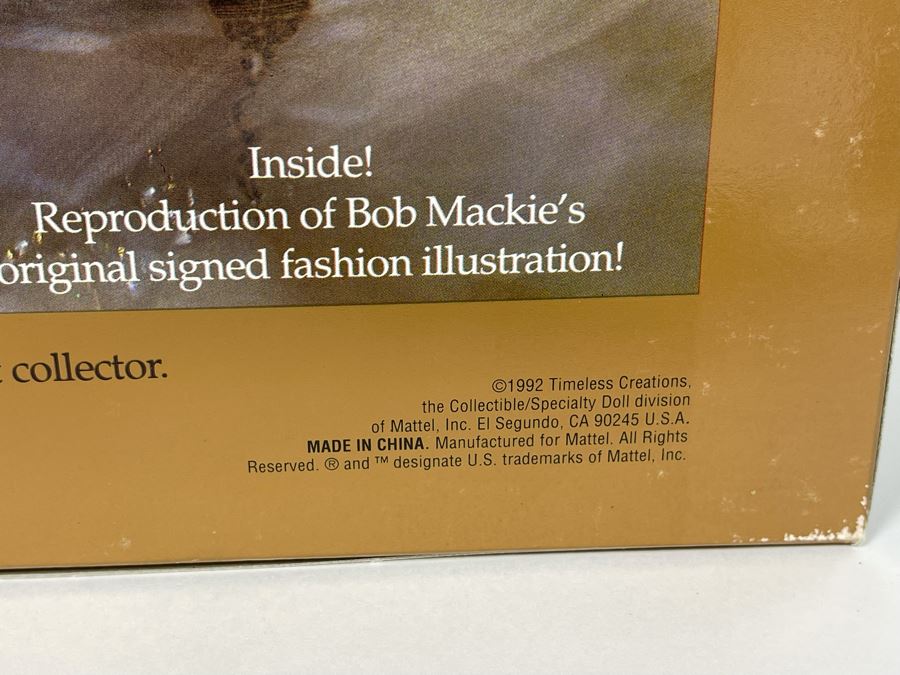 Inside!
Reproduction of Bob Mackie's
original signed fashion illustration!
collector.
©1992 Timeless Creations,
the Collectible/Specialty Doll division
of Mattel, Inc. El Segundo, CA 90245 U.S.A.
MADE IN CHINA. Manufactured for Mattel. All Rights
Reserved. ® and ™ designate U.S. trademarks of Mattel, Inc.